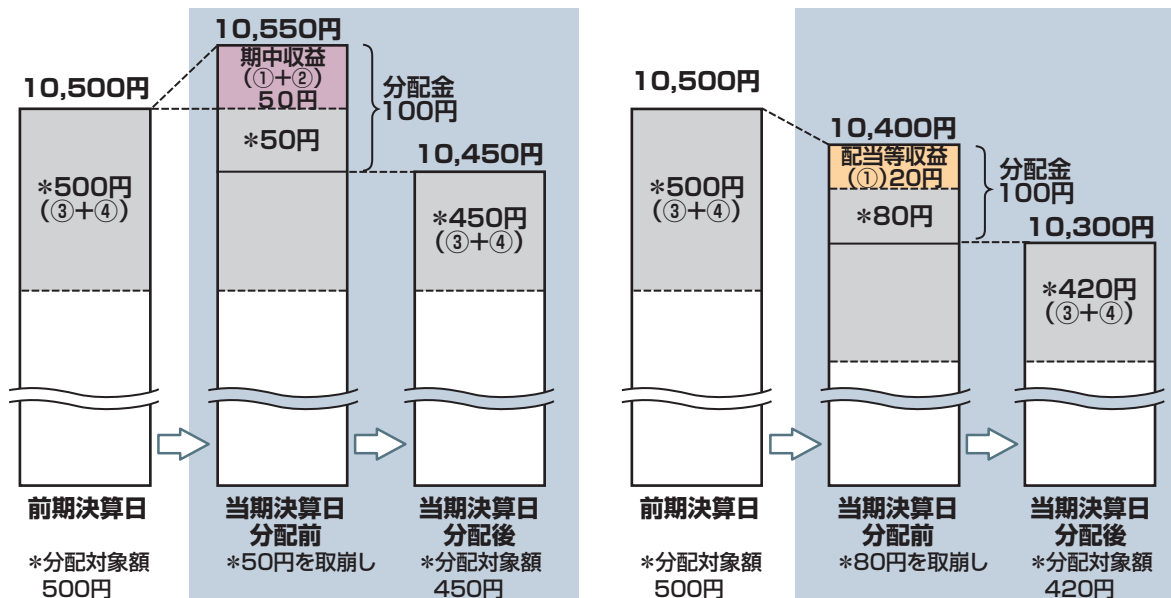 10,500円
*500円
(③+④)
前期決算日
*分配対象額
500円
10,550円
期中収益
(①+②)
50円
*50円
分配金
100円
当期決算日
分配前
*50円を取崩し
10,450円
*450円
(③+④)
当期決算日
分配後
*分配対象額
450円
10,500円
*500円
(③+④)
前期決算日
*分配対象額
500円
10,400円
配当等収益
(①)20円
*80円
分配金
100円
当期決算日
分配前
*80円を取崩し
10,300円
*420円
(③+④)
当期決算日
分配後
*分配対象額
420円